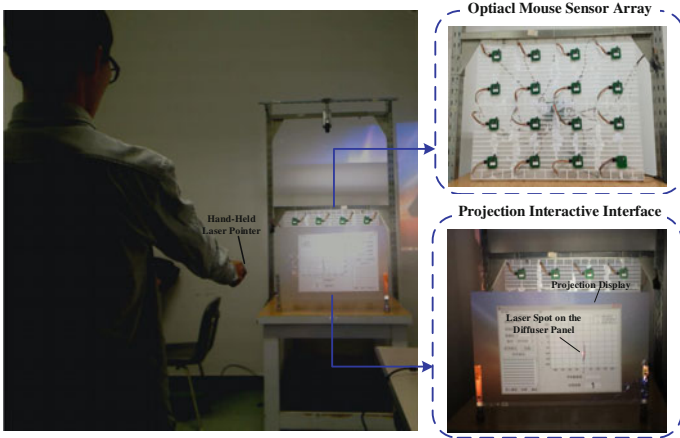 Optiacl Mouse Sensor Array
Hand-Held
Laser Pointer
Projection Interactive Interface
Projection Display
Laser Spot on the
Diffuser Panel